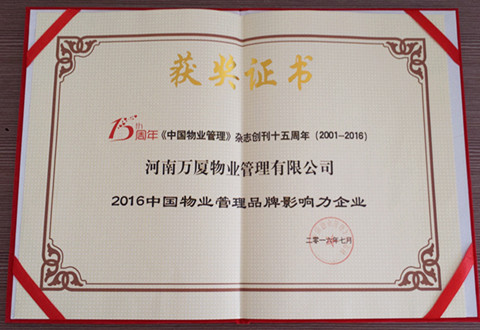 获奖证书
15th周年《中国物业管理》杂志创刊十五周年（2001-2016）
河南万厦物业管理有限公司
2016中国物业管理品牌影响力企业
二零一六年七月